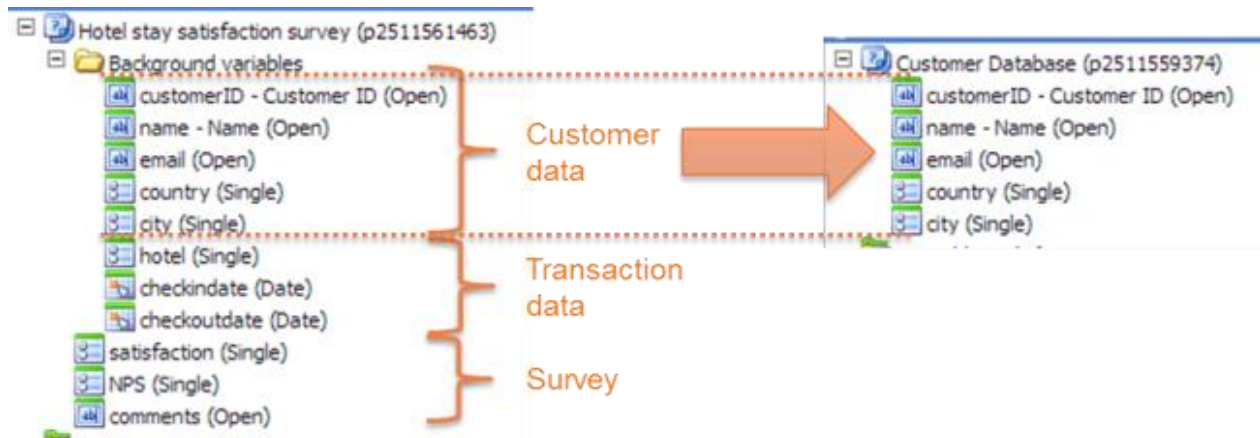 Hotel stay satisfaction survey (p2511561463)
Background variables
customerID - Customer ID (Open)
name - Name (Open)
email (Open)
country (Single)
city (Single)
hotel (Single)
checkindate (Date)
checkoutdate (Date)
satisfaction (Single)
NPS (Single)
comments (Open)
Customer
data
Transaction
data
Survey
Customer Database (p2511559374)
customerID - Customer ID (Open)
name - Name (Open)
email (Open)
country (Single)
city (Single)